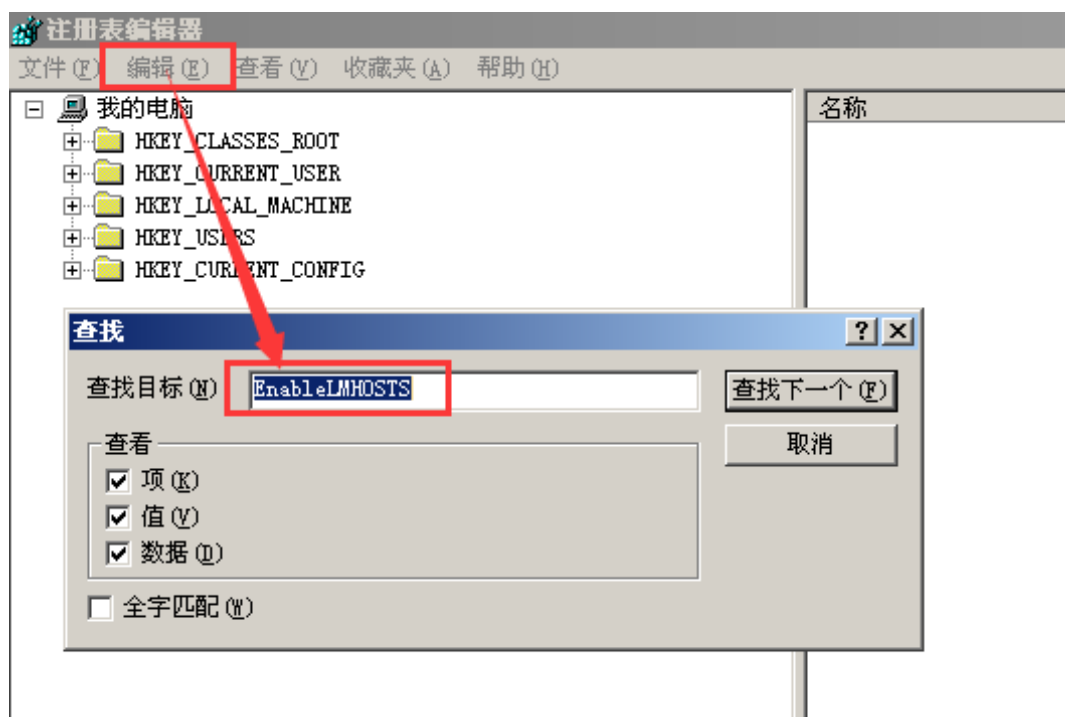 注册表编辑器
文件(F) 编辑(E) 查看(V) 收藏夹(A) 帮助(H)
我的电脑
名称
HKEY_CLASSES_ROOT
HKEY_CURRENT_USER
HKEY_LOCAL_MACHINE
HKEY_USERS
HKEY_CURRENT_CONFIG
查找
查找目标(N) EnableLMHOSTS 查找下一个(F)
取消
查看
项(K)
值(V)
数据(D)
全字匹配(W)